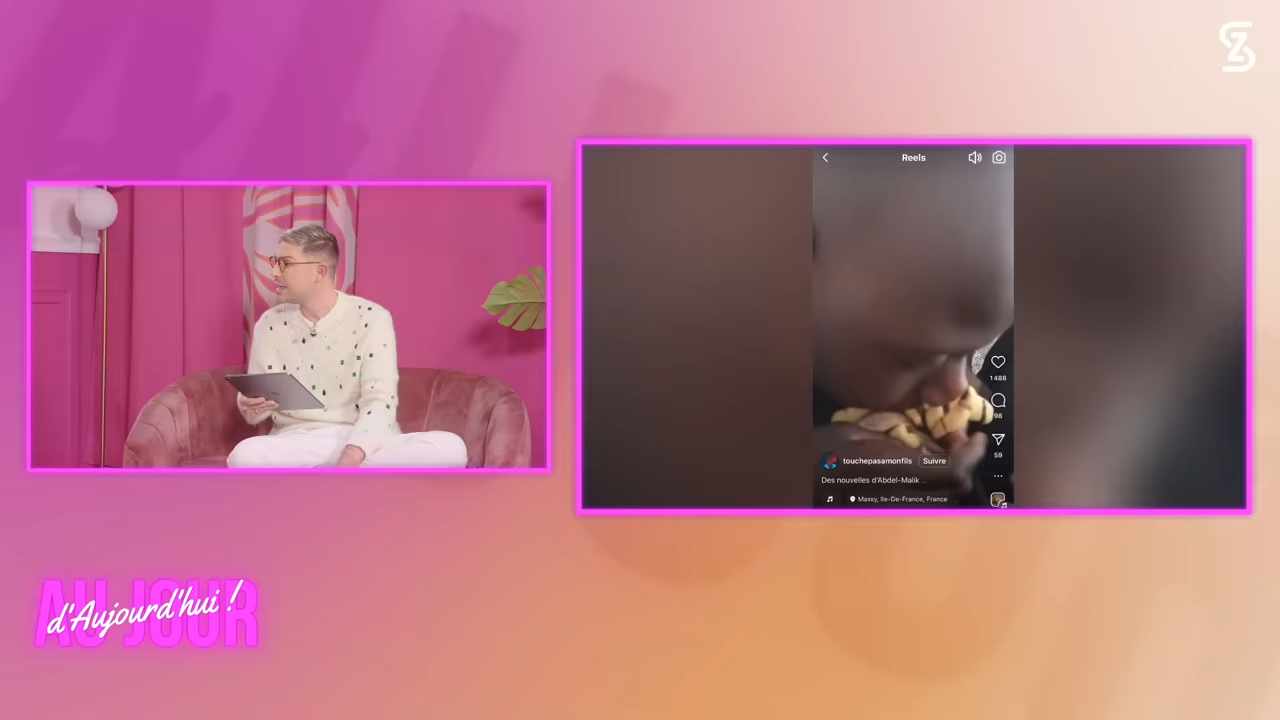 Reels
1488
98
59
touchepasamonfils Suivre
Des nouvelles d'Abdel-Malik ...
Massy, Ile-De-France, France
AU JOUR
d'Aujourd'hui !